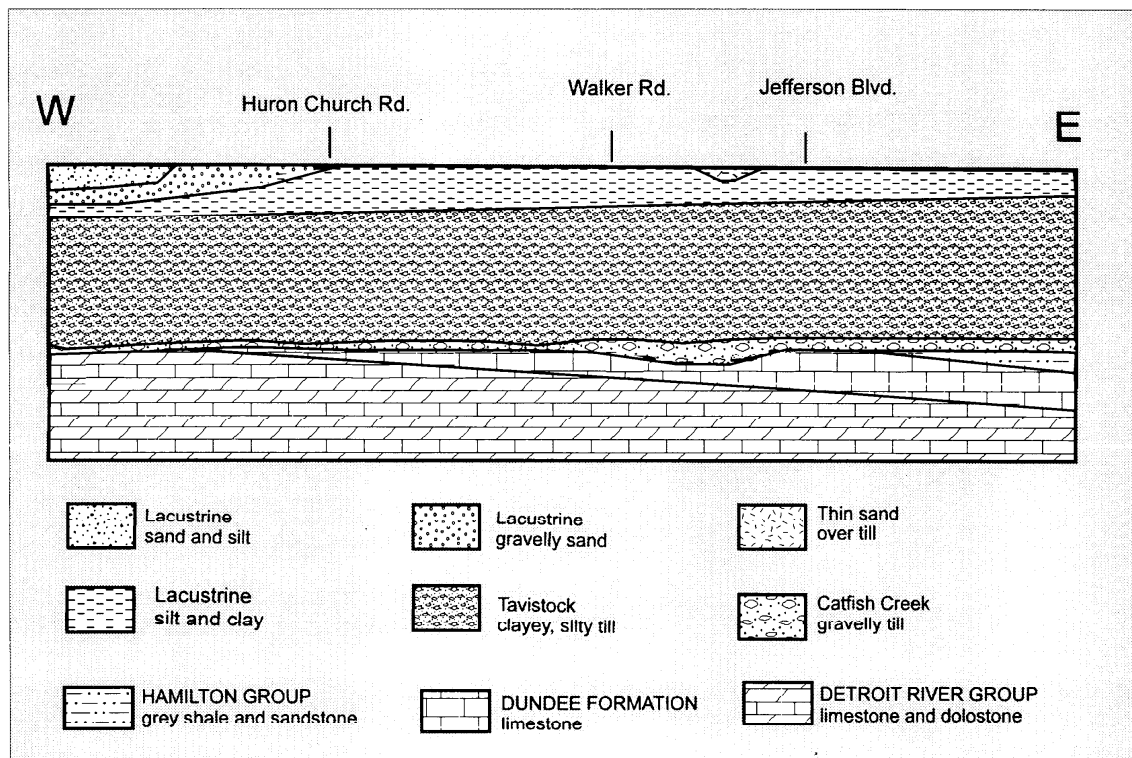 W
Huron Church Rd.
Walker Rd.
Jefferson Blvd.
E
Lacustrine
sand and silt
Lacustrine
gravelly sand
Thin sand
over till
Lacustrine
silt and clay
Tavistock
clayey, silty till
Catfish Creek
gravelly till
HAMILTON GROUP
grey shale and sandstone
DUNDEE FORMATION
limestone
DETROIT RIVER GROUP
limestone and dolostone